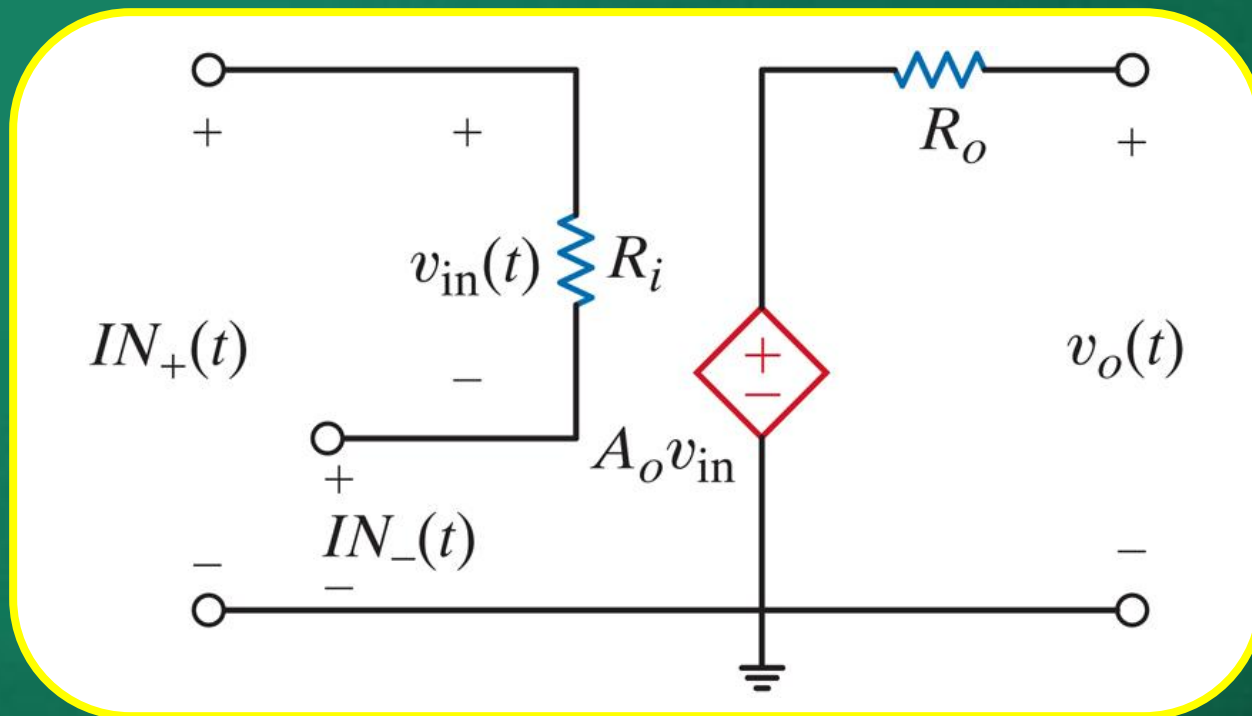 +
+
R_o
+
v_in(t)
R_i
IN_+(t)
+
−
v_o(t)
−
A_o v_in
+
IN_−(t)
−
−
−